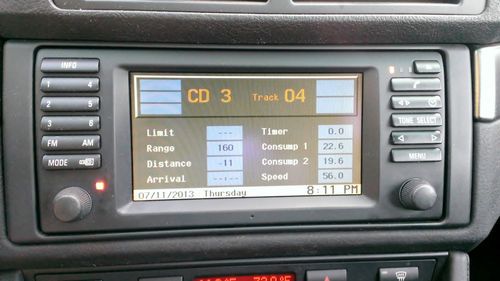 INFO
1 4
2 5
3 6
FM AM
MODE
CD 3 Track 04
Limit --- Timer 0.0
Range 160 Consump 1 22.6
Distance -11 Consump 2 19.6
Arrival --:-- Speed 56.0
07/11/2013 Thursday 8:11 PM
TONE SELECT
MENU